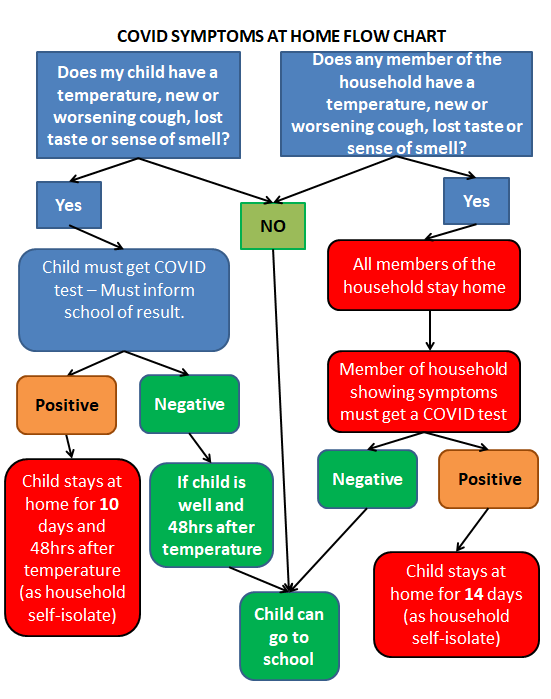 COVID SYMPTOMS AT HOME FLOW CHART
Does my child have a
temperature, new or
worsening cough, lost
taste or sense of smell?
Does any member of the
household have a
temperature, new or
worsening cough, lost taste or
sense of smell?
Yes
NO
Yes
Child must get COVID
test – Must inform
school of result.
All members of the
household stay home
Member of household
showing symptoms
must get a COVID test
Positive
Negative
Negative
Positive
Child stays at
home for 10
days and
48hrs after
temperature
(as household
self-isolate)
If child is
well and
48hrs after
temperature
Child can
go to
school
Child stays at
home for 14 days
(as household
self-isolate)